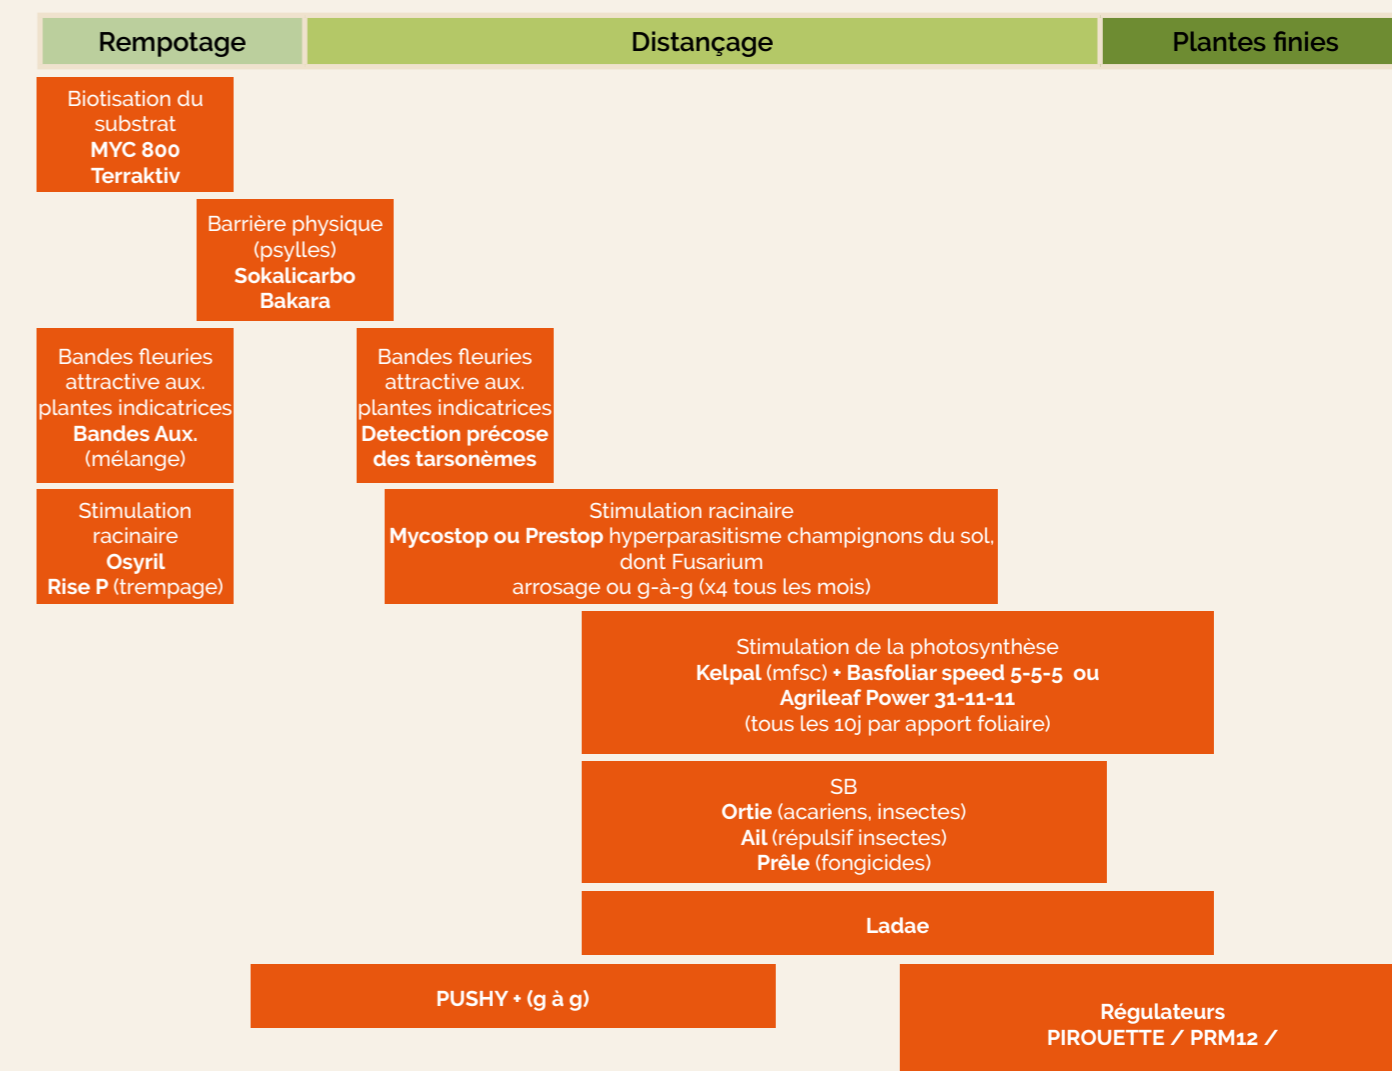 Rempotage
Distançage
Plantes finies
Biotisation du
substrat
MYC 800
Terraktiv
Barrière physique
(psylles)
Sokalicarbo
Bakara
Bandes fleuries
attractive aux.
plantes indicatrices
Bandes Aux.
(mélange)
Bandes fleuries
attractive aux.
plantes indicatrices
Detection précose
des tarsonèmes
Stimulation
racinaire
Osyril
Rise P (trempage)
Stimulation racinaire
Mycostop ou Prestop hyperparasitisme champignons du sol,
dont Fusarium
arrosage ou g-à-g (x4 tous les mois)
Stimulation de la photosynthèse
Kelpal (mfsc) + Basfoliar speed 5-5-5 ou
Agrileaf Power 31-11-11
(tous les 10j par apport foliaire)
SB
Ortie (acariens, insectes)
Ail (répulsif insectes)
Prêle (fongicides)
Ladae
PUSHY + (g à g)
Régulateurs
PIROUETTE / PRM12 /